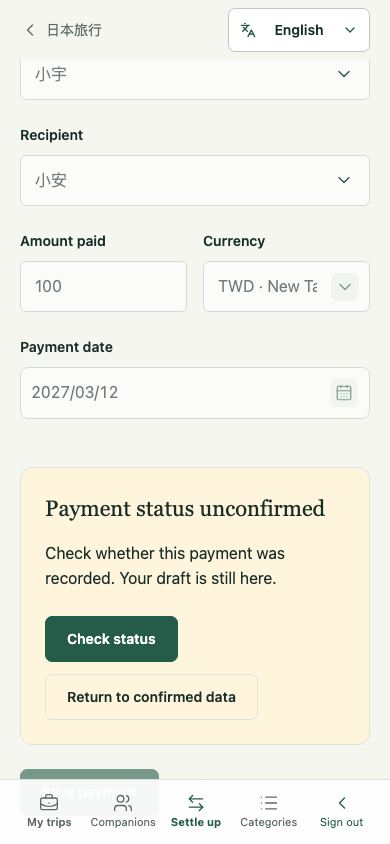 日本旅行
English
小宇
Recipient
小安
Amount paid
Currency
100
TWD · New Ta
Payment date
2027/03/12
Payment status unconfirmed
Check whether this payment was
recorded. Your draft is still here.
Check status
Return to confirmed data
Save payment
My trips
Companions
Settle up
Categories
Sign out